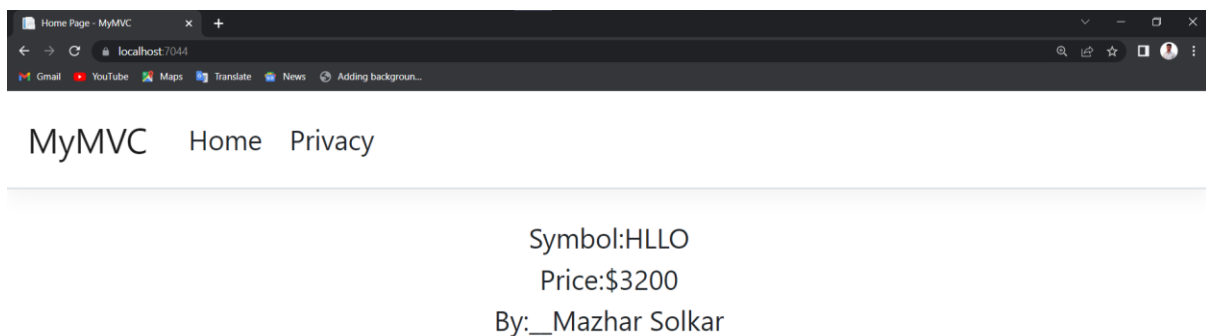 Home Page - MyMVC
localhost:7044
Gmail YouTube Maps Translate News Adding backgroun...
MyMVC Home Privacy
Symbol:HLLO
Price:$3200
By:__Mazhar Solkar